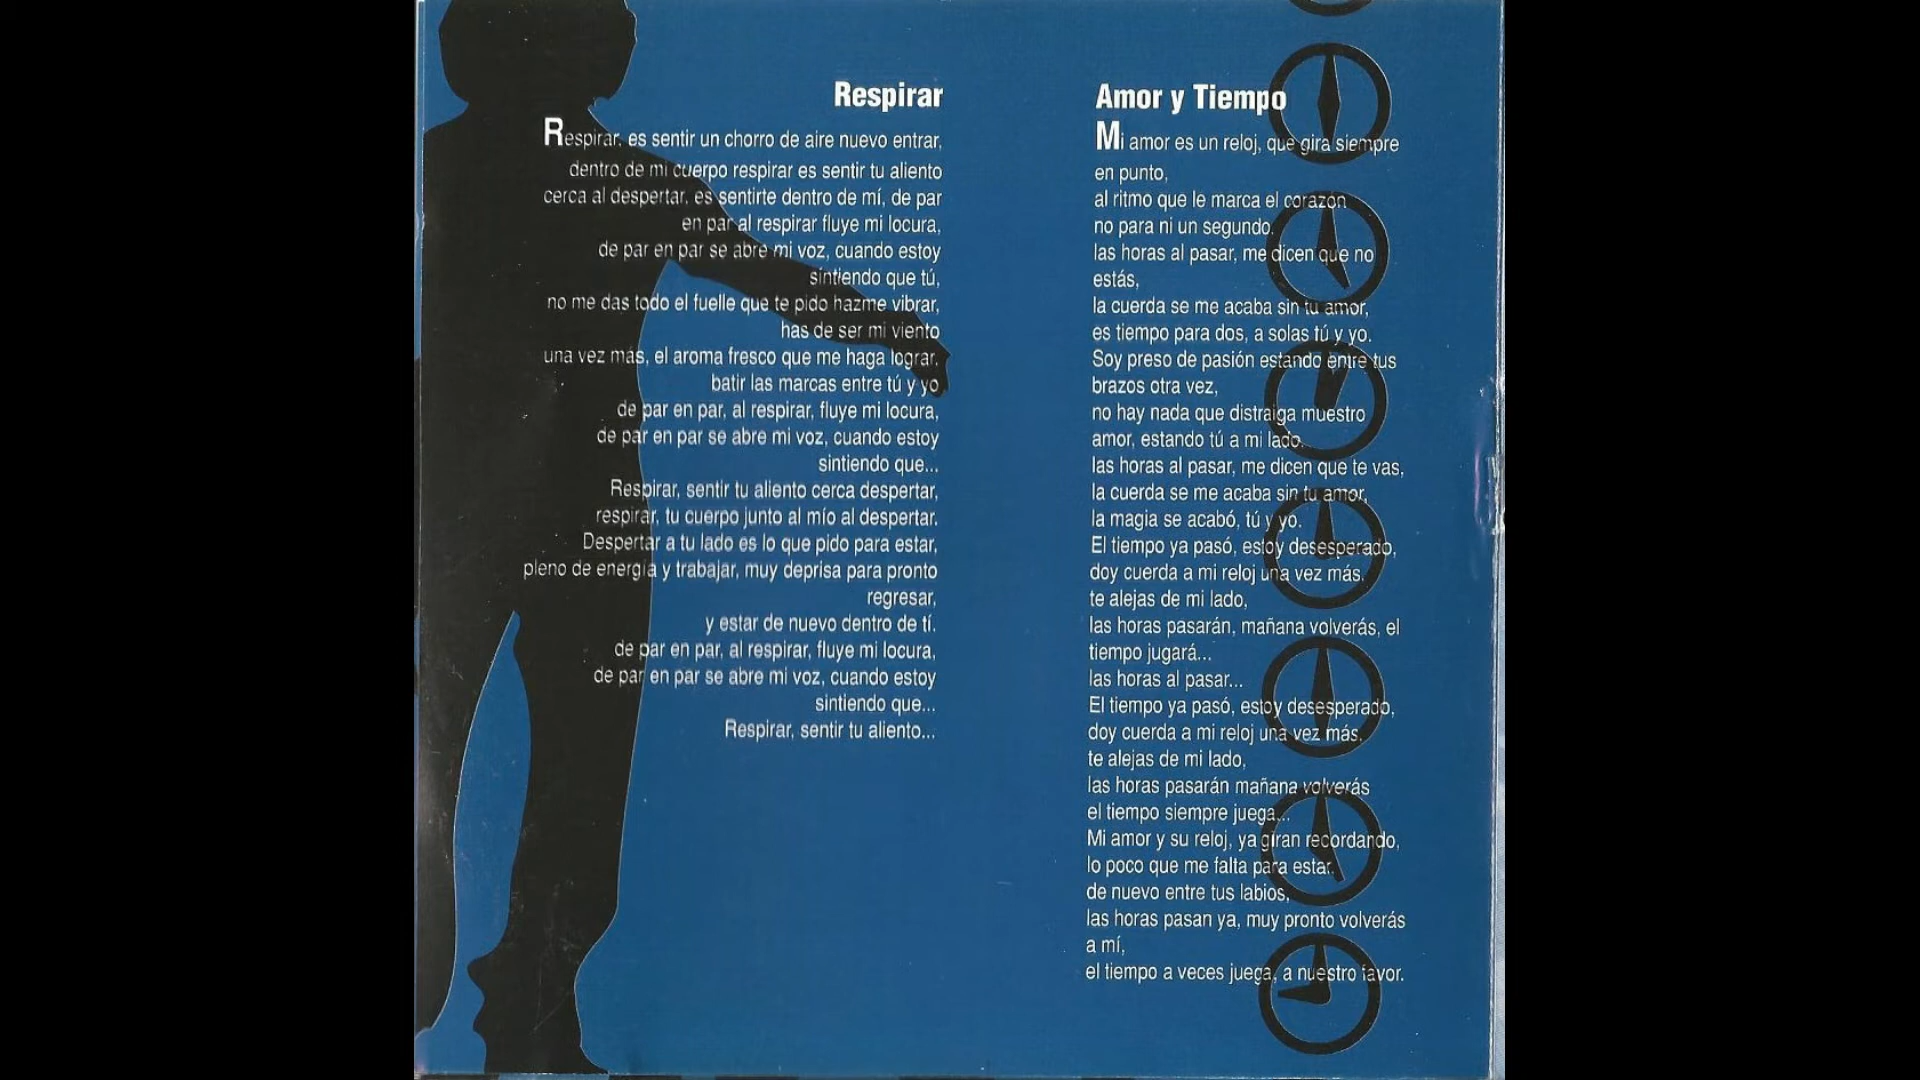 Respirar
Respirar, es sentir un chorro de aire nuevo entrar,
dentro de mi cuerpo respirar es sentir tu aliento
cerca al despertar, es sentirte dentro de mí, de par
en par al respirar fluye mi locura,
de par en par se abre mi voz, cuando estoy
sintiendo que tú,
no me das todo el fuelle que te pido hazme vibrar,
has de ser mi viento
una vez más, el aroma fresco que me haga lograr,
batir las marcas entre tú y yo
de par en par, al respirar, fluye mi locura,
de par en par se abre mi voz, cuando estoy
sintiendo que...
Respirar, sentir tu aliento cerca despertar,
respirar, tu cuerpo junto al mío al despertar.
Despertar a tu lado es lo que pido para estar,
pleno de energía y trabajar, muy deprisa para pronto
regresar,
y estar de nuevo dentro de tí.
de par en par, al respirar, fluye mi locura,
de par en par se abre mi voz, cuando estoy
sintiendo que...
Respirar, sentir tu aliento...
Amor y Tiempo
Mi amor es un reloj, que gira siempre
en punto,
al ritmo que le marca el corazon
no para ni un segundo.
las horas al pasar, me dicen que no
estás,
la cuerda se me acaba sin tu amor,
es tiempo para dos, a solas tú y yo.
Soy preso de pasión estando entre tus
brazos otra vez,
no hay nada que distraiga muestro
amor, estando tú a mi lado.
las horas al pasar, me dicen que te vas,
la cuerda se me acaba sin tu amor,
la magia se acabó, tú y yo.
El tiempo ya pasó, estoy desesperado,
doy cuerda a mi reloj una vez más.
te alejas de mi lado,
las horas pasarán, mañana volverás, el
tiempo jugará...
las horas al pasar...
El tiempo ya pasó, estoy desesperado,
doy cuerda a mi reloj una vez más.
te alejas de mi lado,
las horas pasarán mañana volverás
el tiempo siempre juega...
Mi amor y su reloj, ya giran recordando,
lo poco que me falta para estar.
de nuevo entre tus labios,
las horas pasan ya, muy pronto volverás
a mí,
el tiempo a veces juega, a nuestro favor.